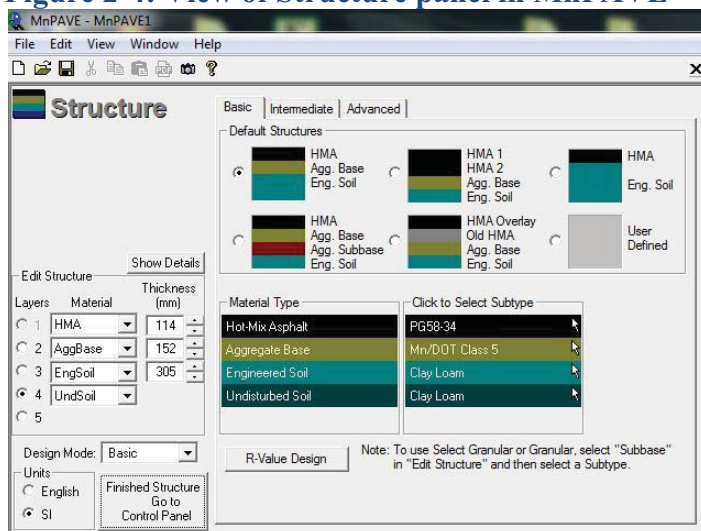 Figure 2-4. View of Structure panel in MnPAVE
MnPAVE - MnPAVE1
File Edit View Window Help
Structure
Basic Intermediate Advanced
Default Structures
HMA
Agg. Base
Eng. Soil
HMA 1
HMA 2
Agg. Base
Eng. Soil
HMA
Eng. Soil
HMA
Agg. Base
Agg. Subbase
Eng. Soil
HMA Overlay
Old HMA
Agg. Base
Eng. Soil
User
Defined
Show Details
Edit Structure
Layers Material Thickness
(mm)
1 HMA 114
2 AggBase 152
3 EngSoil 305
4 UndSoil
5
Material Type
Hot-Mix Asphalt
Aggregate Base
Engineered Soil
Undisturbed Soil
Click to Select Subtype
PG58-34
Mn/DOT Class 5
Clay Loam
Clay Loam
Design Mode: Basic
Units
English
SI
Finished Structure
Go to
Control Panel
R-Value Design
Note: To use Select Granular or Granular, select "Subbase"
in "Edit Structure" and then select a Subtype.